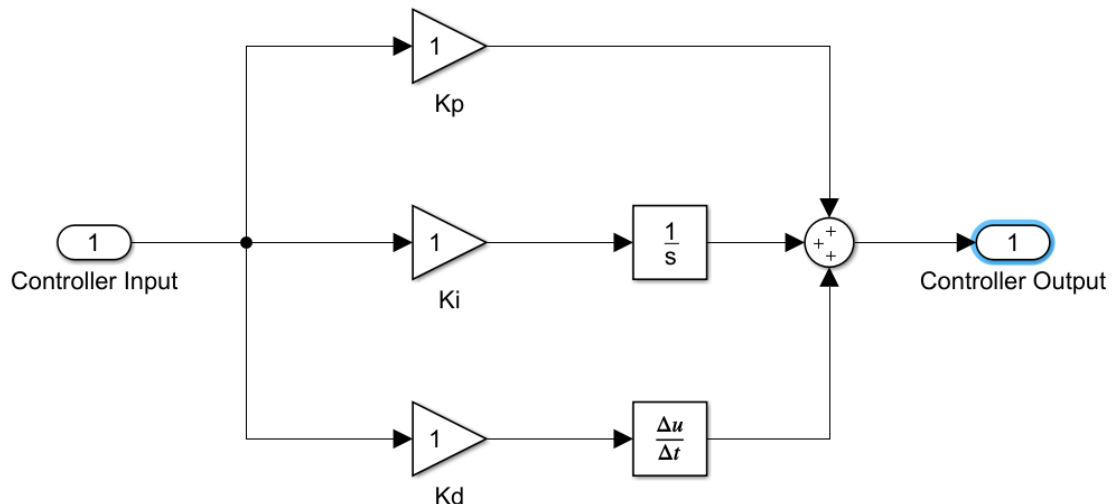 1
Kp
1
Controller Input
1
Ki
1
s
+
+
+
1
Controller Output
1
Kd
Δu
Δt